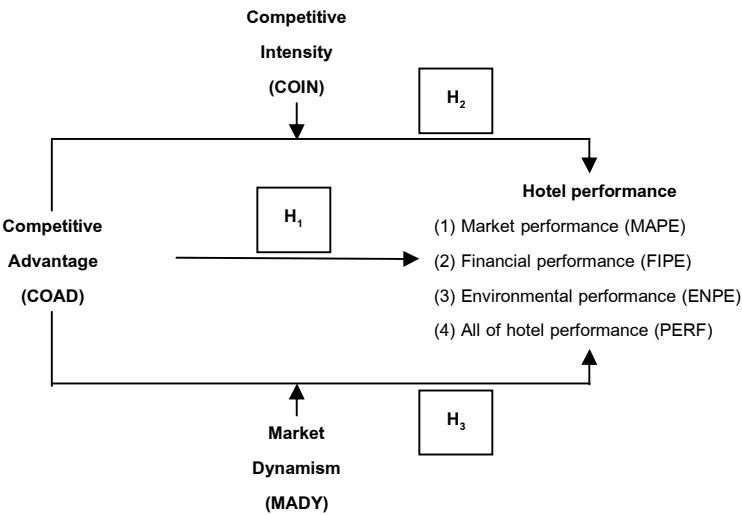 Competitive
Intensity
(COIN)
H2
Hotel performance
H1
Competitive
Advantage
(COAD)
(1) Market performance (MAPE)
(2) Financial performance (FIPE)
(3) Environmental performance (ENPE)
(4) All of hotel performance (PERF)
H3
Market
Dynamism
(MADY)